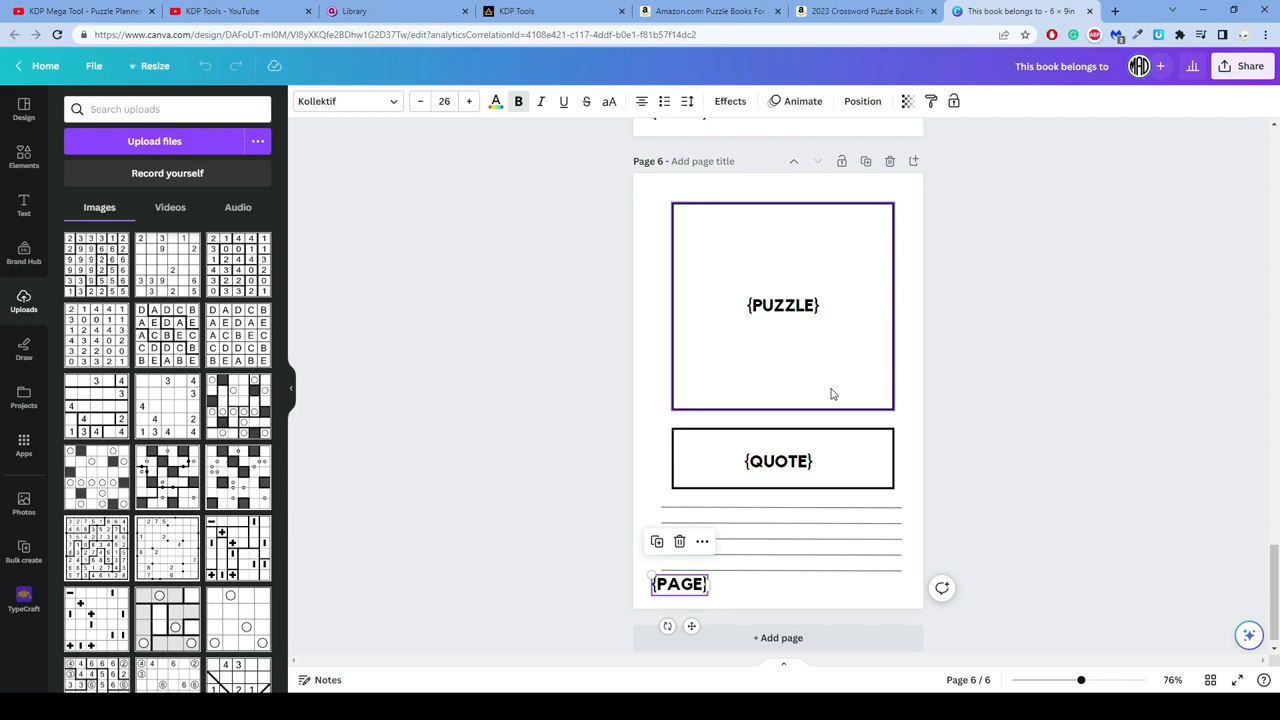 KDP Mega Tool - Puzzle Planne
KDP Tools - YouTube
Library
KDP Tools
Amazon.com: Puzzle Books Fo
2023 Crossword Puzzle Book Fo
This book belongs to - 6 × 9in
https://www.canva.com/design/DAFoUT-mI0M/Vl8yXKQfe2BDhw1G2D37Tw/edit?analyticsCorrelationId=4108e421-c117-4ddf-b0e1-f81b57f14dc2
Home
File
Resize
This book belongs to
Share
Design
Elements
Text
Brand Hub
Uploads
Draw
Projects
Apps
Photos
Bulk create
TypeCraft
Search uploads
Upload files
Record yourself
Images
Videos
Audio
Kollektif
– 26 +
A
B
I
U
S
aA
Effects
Animate
Position
Page 6 - Add page title
{PUZZLE}
{QUOTE}
{PAGE}
+ Add page
Notes
Page 6 / 6
76%